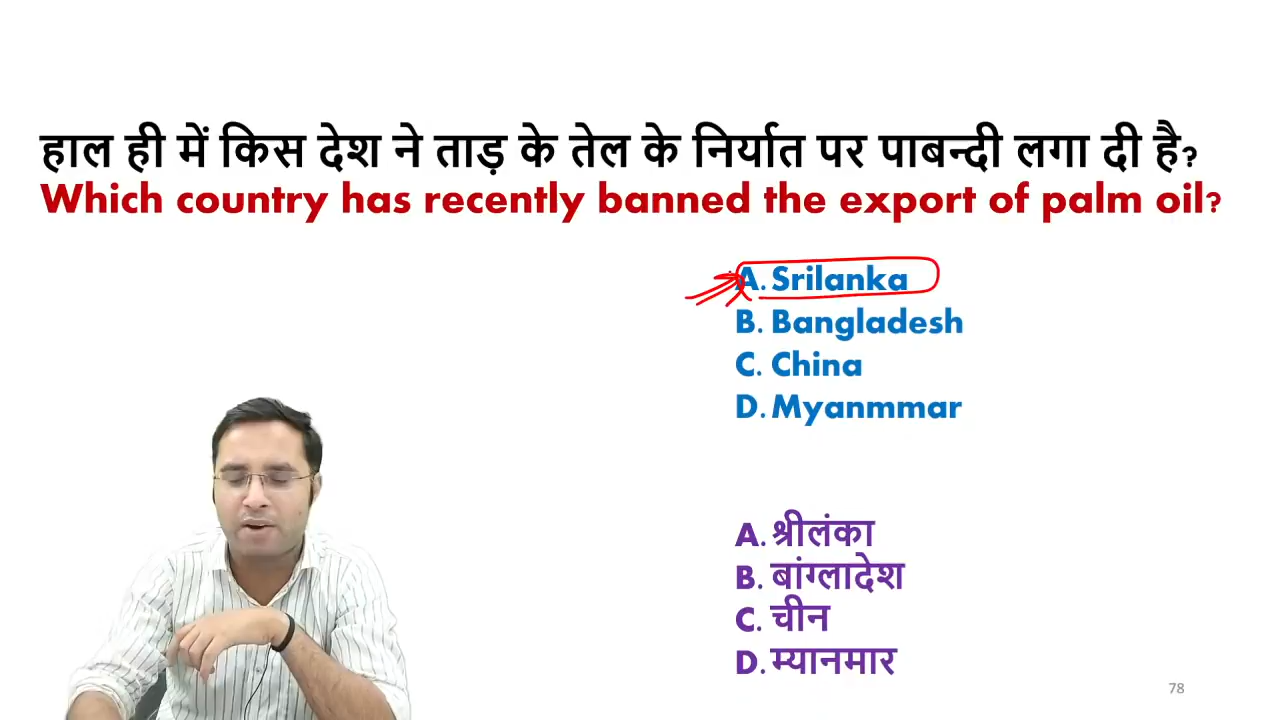 हाल ही में किस देश ने ताड़ के तेल के निर्यात पर पाबन्दी लगा दी है?
Which country has recently banned the export of palm oil?
A. Srilanka
B. Bangladesh
C. China
D. Myanmmar
A. श्रीलंका
B. बांग्लादेश
C. चीन
D. म्यानमार
78